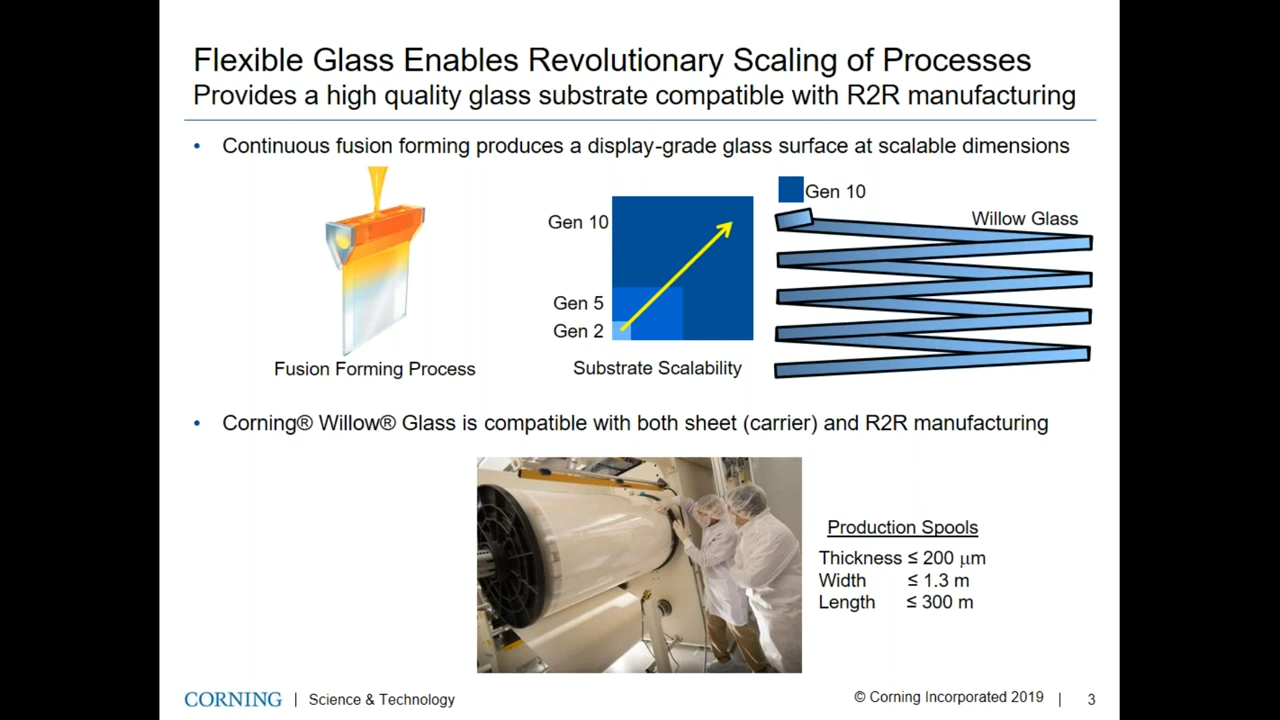 Flexible Glass Enables Revolutionary Scaling of Processes
Provides a high quality glass substrate compatible with R2R manufacturing
• Continuous fusion forming produces a display-grade glass surface at scalable dimensions
Fusion Forming Process
Gen 10
Gen 5
Gen 2
Substrate Scalability
Gen 10
Willow Glass
• Corning® Willow® Glass is compatible with both sheet (carrier) and R2R manufacturing
Production Spools
Thickness ≤ 200 μm
Width ≤ 1.3 m
Length ≤ 300 m
CORNING | Science & Technology
© Corning Incorporated 2019 | 3